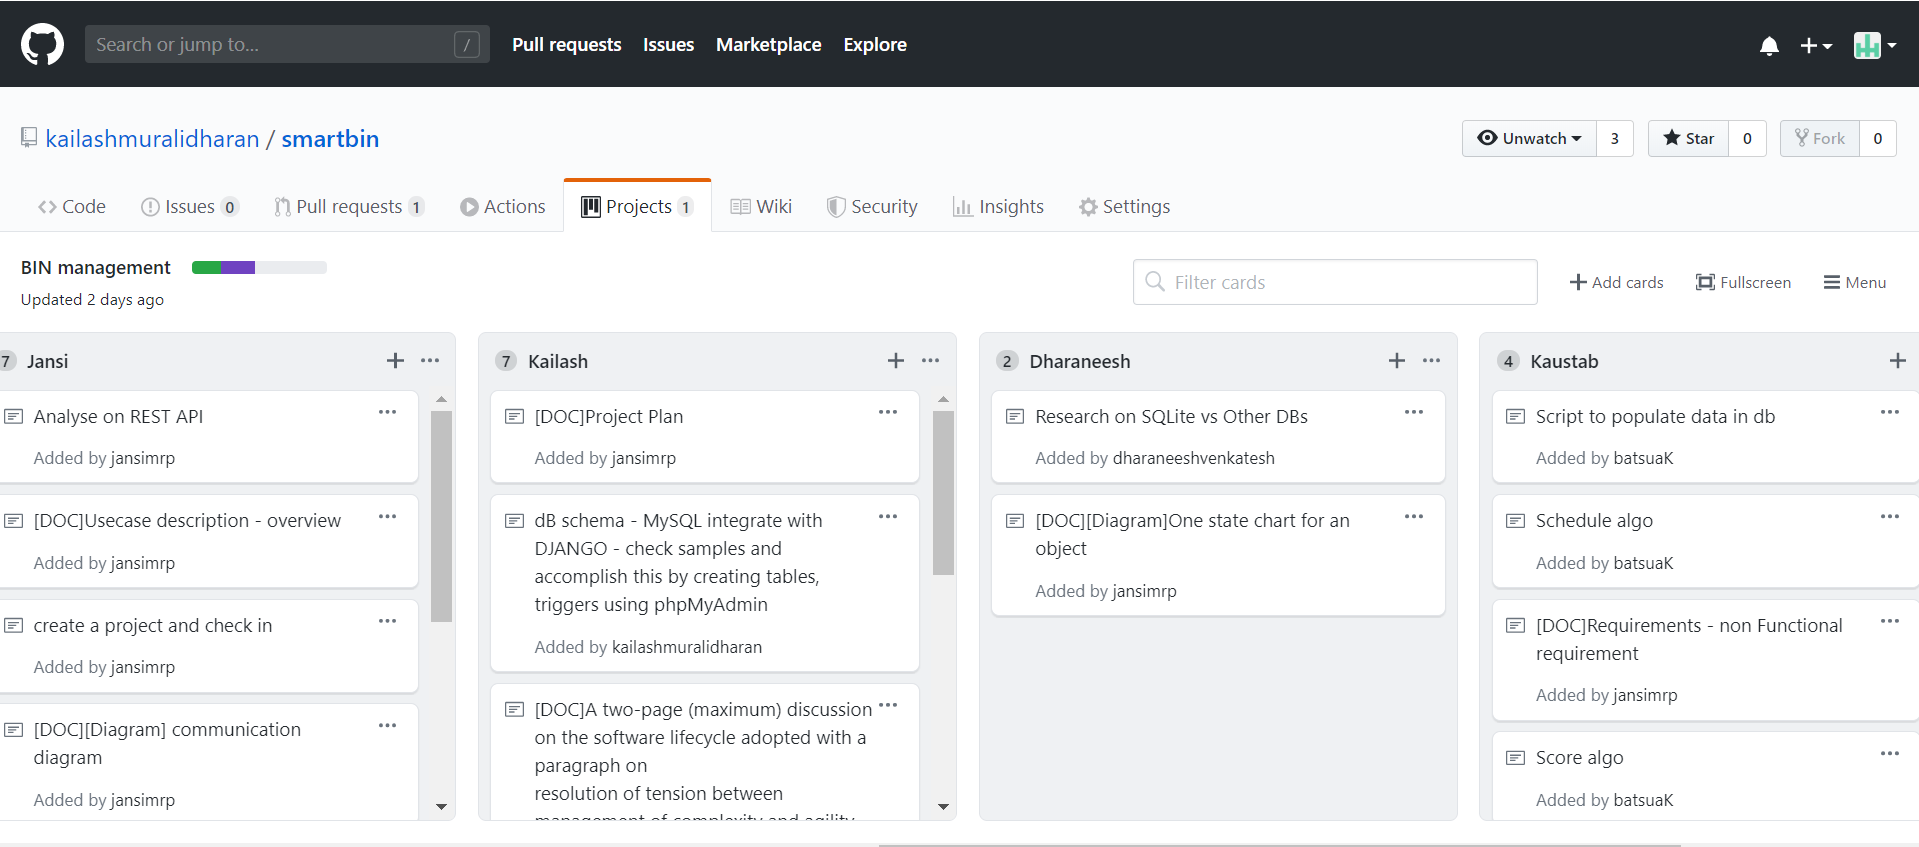 Search or jump to... /
Pull requests Issues Marketplace Explore
kailashmuralidharan / smartbin
Unwatch 3 Star 0 Fork 0
Code Issues 0 Pull requests 1 Actions Projects 1 Wiki Security Insights Settings
BIN management
Updated 2 days ago
Filter cards
Add cards Fullscreen Menu
7 Jansi
Analyse on REST API
Added by jansimrp
[DOC]Usecase description - overview
Added by jansimrp
create a project and check in
Added by jansimrp
[DOC][Diagram] communication
diagram
Added by jansimrp
7 Kailash
[DOC]Project Plan
Added by jansimrp
dB schema - MySQL integrate with
DJANGO - check samples and
accomplish this by creating tables,
triggers using phpMyAdmin
Added by kailashmuralidharan
[DOC]A two-page (maximum) discussion
on the software lifecycle adopted with a
paragraph on
resolution of tension between
management of complexity and agility
2 Dharaneesh
Research on SQLite vs Other DBs
Added by dharaneeshvenkatesh
[DOC][Diagram]One state chart for an
object
Added by jansimrp
4 Kaustab
Script to populate data in db
Added by batsuaK
Schedule algo
Added by batsuaK
[DOC]Requirements - non Functional
requirement
Added by jansimrp
Score algo
Added by batsuaK